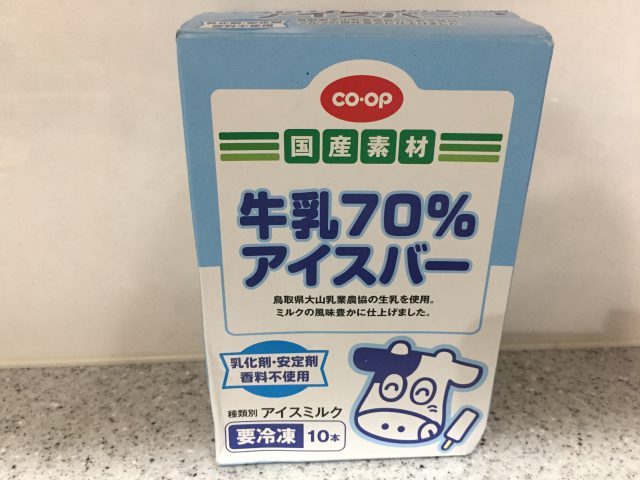 CO·OP
国産素材
牛乳70%
アイスバー
鳥取県大山乳業農協の生乳を使用。
ミルクの風味豊かに仕上げました。
乳化剤・安定剤
香料不使用
種類別 アイスミルク
要冷凍 10本